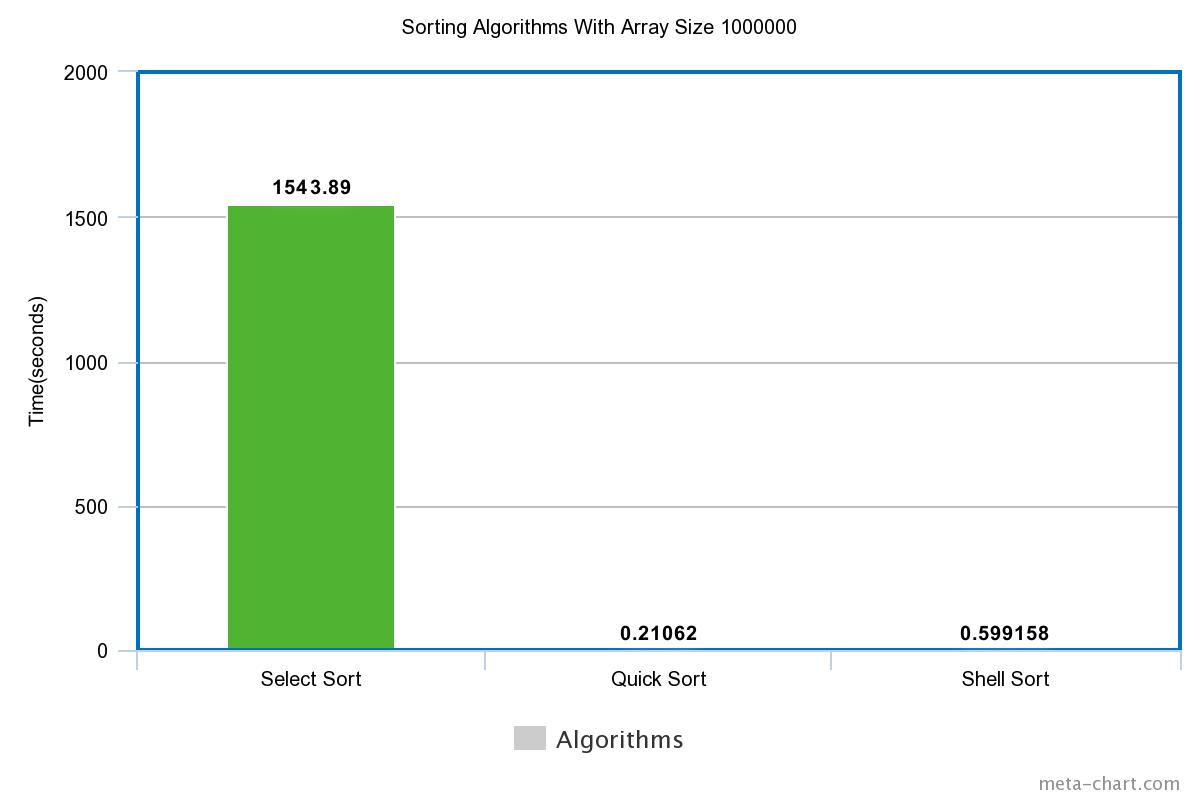 Sorting Algorithms With Array Size 1000000
2000
1500
1000
500
0
Time(seconds)
1543.89
0.21062
0.599158
Select Sort
Quick Sort
Shell Sort
Algorithms
meta-chart.com